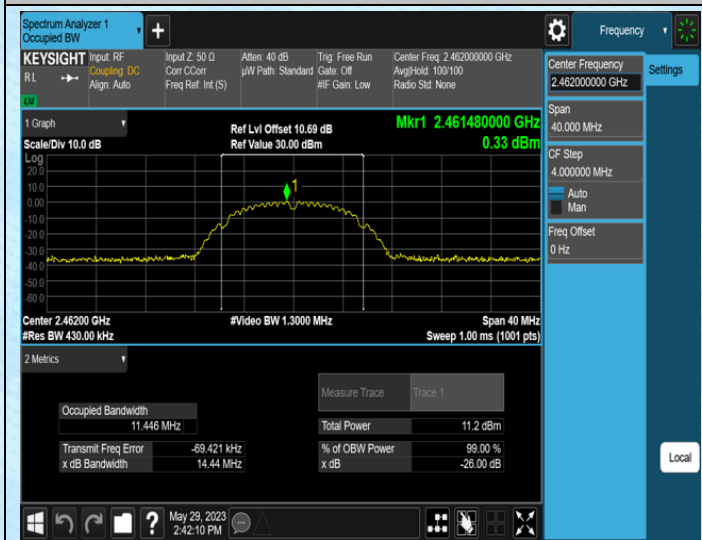 Spectrum Analyzer 1
Occupied BW
Frequency
KEYSIGHT
R L
LXI
Input: RF
Coupling: DC
Align: Auto
Input Z: 50 Ω
Corr CCorr
Freq Ref: Int (S)
Atten: 40 dB
µW Path: Standard
Trig: Free Run
Gate: Off
#IF Gain: Low
Center Freq: 2.462000000 GHz
Avg|Hold: 100/100
Radio Std: None
1 Graph
Scale/Div 10.0 dB
Ref Lvl Offset 10.69 dB
Ref Value 30.00 dBm
Mkr1 2.461480000 GHz
0.33 dBm
Log
20.0
10.0
0.00
-10.0
-20.0
-30.0
-40.0
-50.0
-60.0
1
Center 2.46200 GHz
#Res BW 430.00 kHz
#Video BW 1.3000 MHz
Span 40 MHz
Sweep 1.00 ms (1001 pts)
2 Metrics
Measure Trace
Trace 1
Occupied Bandwidth
11.446 MHz
Total Power
11.2 dBm
Transmit Freq Error
-69.421 kHz
% of OBW Power
99.00 %
x dB Bandwidth
14.44 MHz
x dB
-26.00 dB
Center Frequency
2.462000000 GHz
Settings
Span
40.000 MHz
CF Step
4.000000 MHz
Auto
Man
Freq Offset
0 Hz
Local
?
May 29, 2023
2:42:10 PM